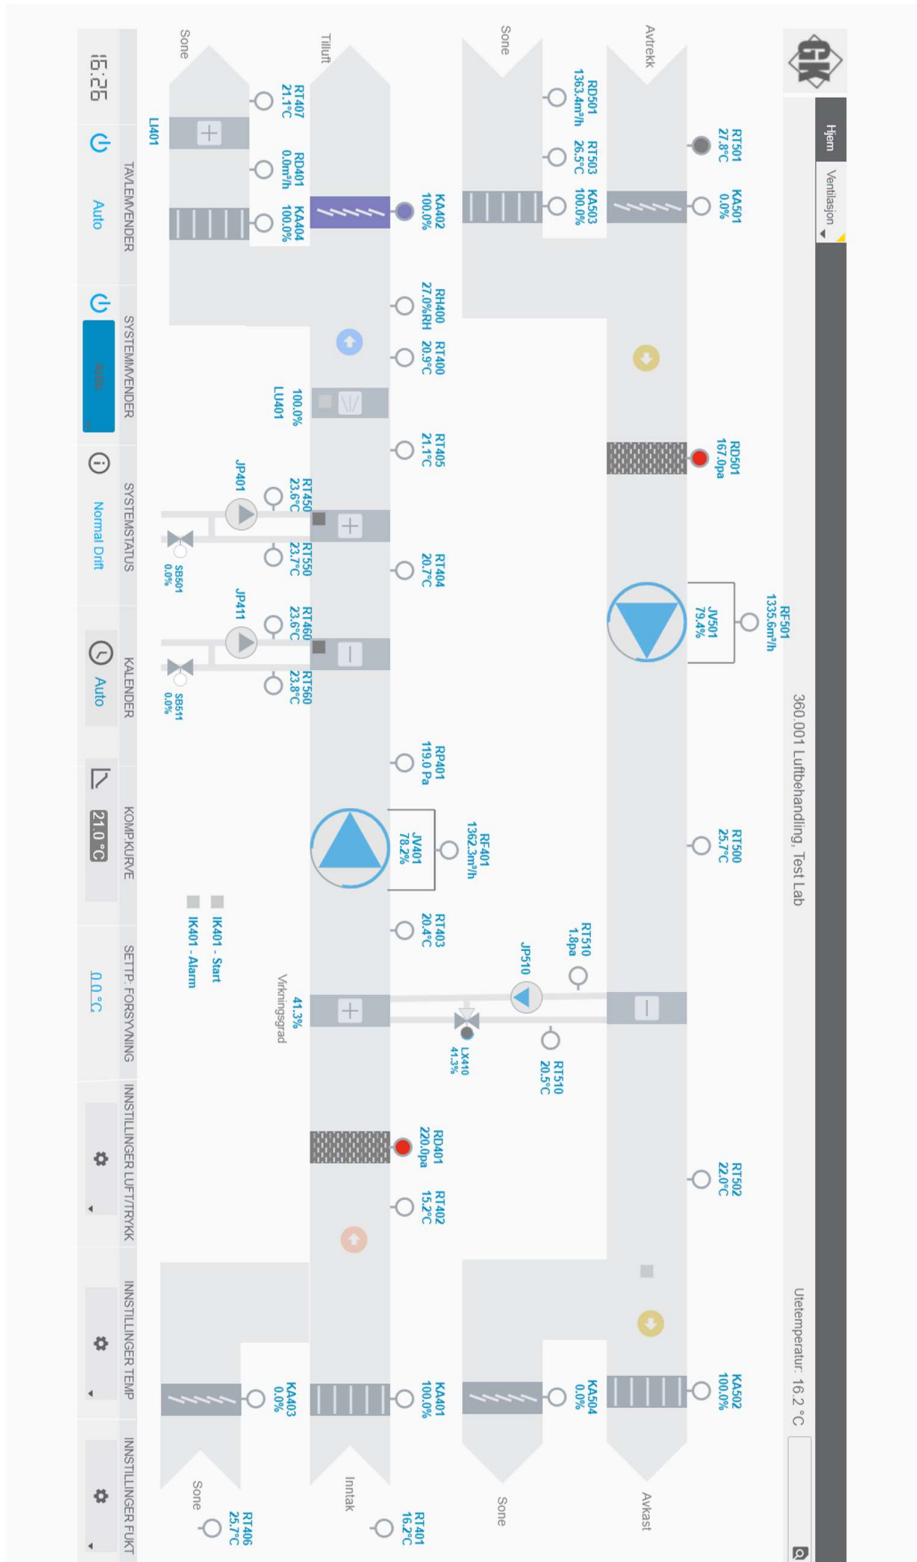 GK
Hjem
Ventilasjon
360.001 Luftbehandling, Test Lab
Utetemperatur: 16.2 °C
Avtrekk
RT501
27.8°C
KA501
0.0%
RD501
167.0pa
RF501
1335.6m³/h
JV501
79.4%
RT500
25.7°C
RT502
22.0°C
KA502
100.0%
Avkast
Sone
RD501
1363.4m³/h
RT503
26.5°C
KA503
100.0%
RT510
1.8pa
JP510
RT510
20.5°C
LX410
41.3%
KA504
0.0%
Sone
Tilluft
KA402
100.0%
RH400
27.0%RH
RT400
20.9°C
RT405
21.1°C
RT404
20.7°C
RP401
119.0 Pa
RF401
1362.3m³/h
JV401
78.2%
RT403
20.4°C
RD401
220.0pa
RT402
15.2°C
KA401
100.0%
Inntak
RT401
16.2°C
100.0%
LU401
41.3%
Virkningsgrad
Sone
RT407
21.1°C
LI401
RD401
0.0m³/h
KA404
100.0%
JP401
RT450
23.6°C
RT550
23.7°C
SB501
0.0%
JP411
RT460
23.6°C
RT560
23.8°C
SB511
0.0%
IK401 - Start
IK401 - Alarm
KA403
0.0%
Sone
RT406
25.7°C
TAVLEMVENDER
SYSTEMMVENDER
SYSTEMSTATUS
KALENDER
KOMPKURVE
SETTP: FORSYVNING
INNSTILLINGER LUFT/TRYKK
INNSTILLINGER TEMP
INNSTILLINGER FUKT
15:26
Auto
Auto
Normal Drift
Auto
21.0 °C
0.0 °C